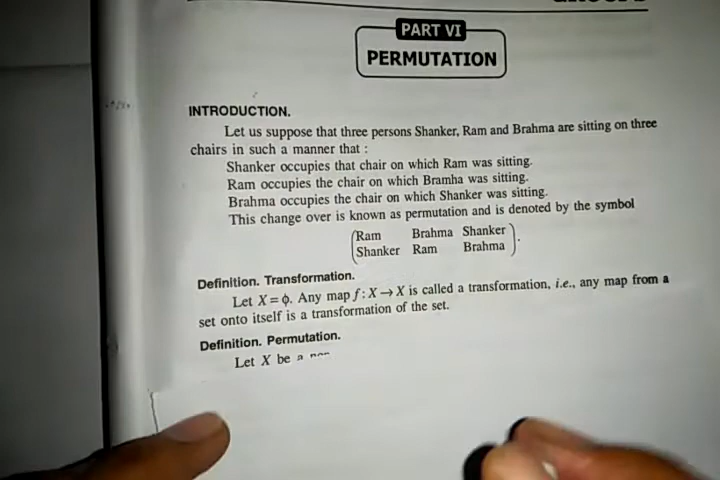 PART VI
PERMUTATION
INTRODUCTION.
Let us suppose that three persons Shanker, Ram and Brahma are sitting on three
chairs in such a manner that :
Shanker occupies that chair on which Ram was sitting.
Ram occupies the chair on which Bramha was sitting.
Brahma occupies the chair on which Shanker was sitting.
This change over is known as permutation and is denoted by the symbol
(Ram Brahma Shanker
Shanker Ram Brahma).
Definition. Transformation.
Let X = ϕ. Any map f : X → X is called a transformation, i.e., any map from a
set onto itself is a transformation of the set.
Definition. Permutation.
Let X be a